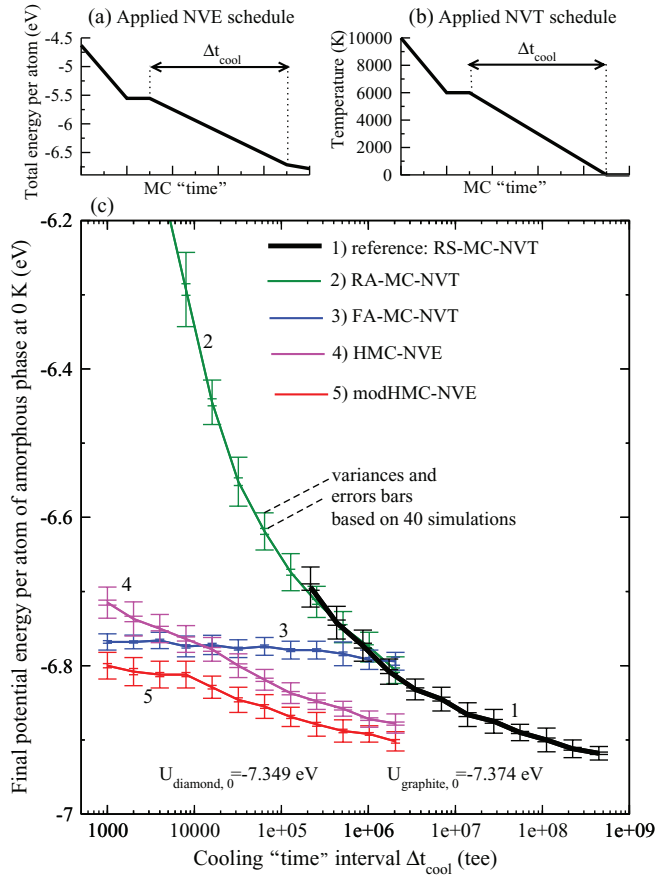 (a) Applied NVE schedule
(b) Applied NVT schedule
Total energy per atom (eV)
-4.5
-5
-5.5
-6
-6.5
Δt_cool
MC “time”
Temperature (K)
10000
8000
6000
4000
2000
0
Δt_cool
MC “time”
(c)
Final potential energy per atom of amorphous phase at 0 K (eV)
-6.2
-6.4
-6.6
-6.8
-7
1) reference: RS-MC-NVT
2) RA-MC-NVT
3) FA-MC-NVT
4) HMC-NVE
5) modHMC-NVE
2
variances and
errors bars
based on 40 simulations
4
3
5
1
U_diamond, 0=-7.349 eV
U_graphite, 0=-7.374 eV
1000 10000 1e+05 1e+06 1e+07 1e+08 1e+09
Cooling “time” interval Δt_cool (tee)